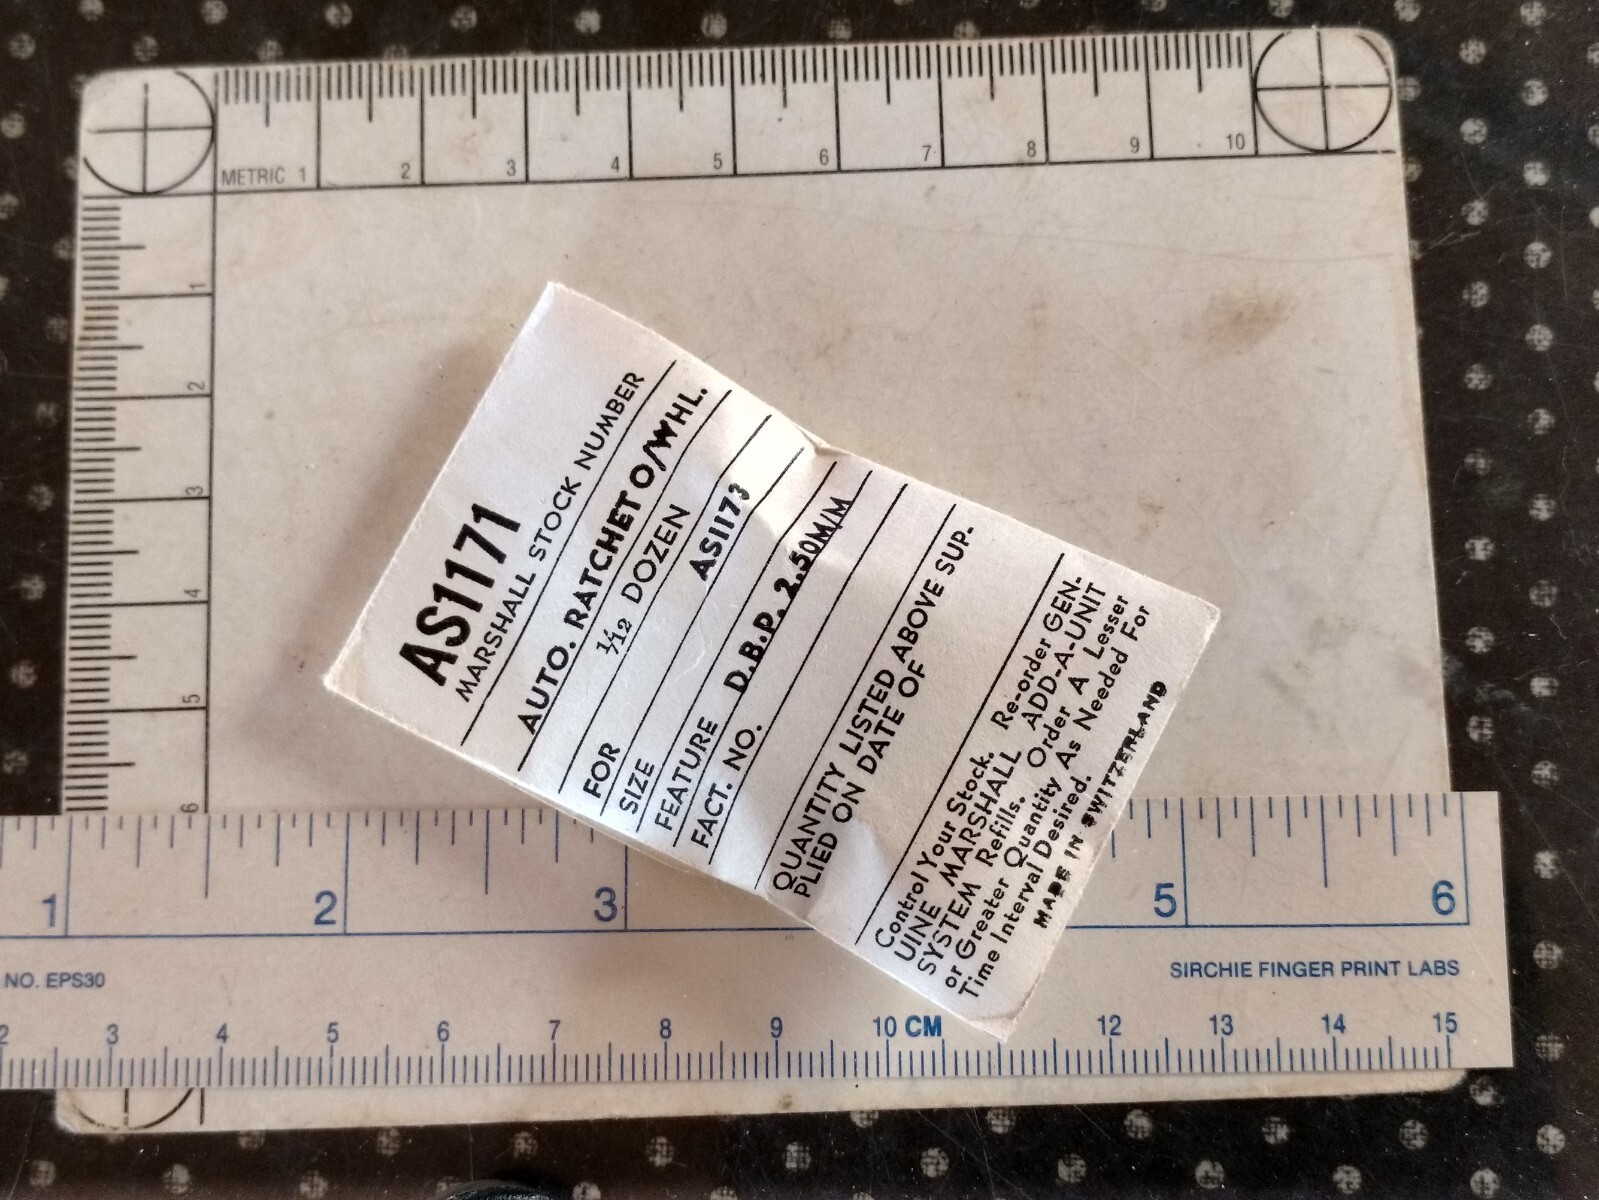 METRIC 1 2 3 4 5 6 7 8 9 10
1
2
3
4
5
6
AS1171
MARSHALL STOCK NUMBER
AUTO. RATCHET O/WHL.
1/12 DOZEN
FOR AS1173
SIZE
FEATURE D.B.P. 2.50M/M
FACT. NO.
QUANTITY LISTED ABOVE SUP-
PLIED ON DATE OF
Control Your Stock. Re-order GEN-
UINE MARSHALL ADD-A-UNIT
SYSTEM Refills. Order A Lesser
or Greater Quantity As Needed For
Time Interval Desired.
MADE IN SWITZERLAND
1 2 3 5 6
NO. EPS30 SIRCHIE FINGER PRINT LABS
2 3 4 5 6 7 8 9 10 CM 12 13 14 15